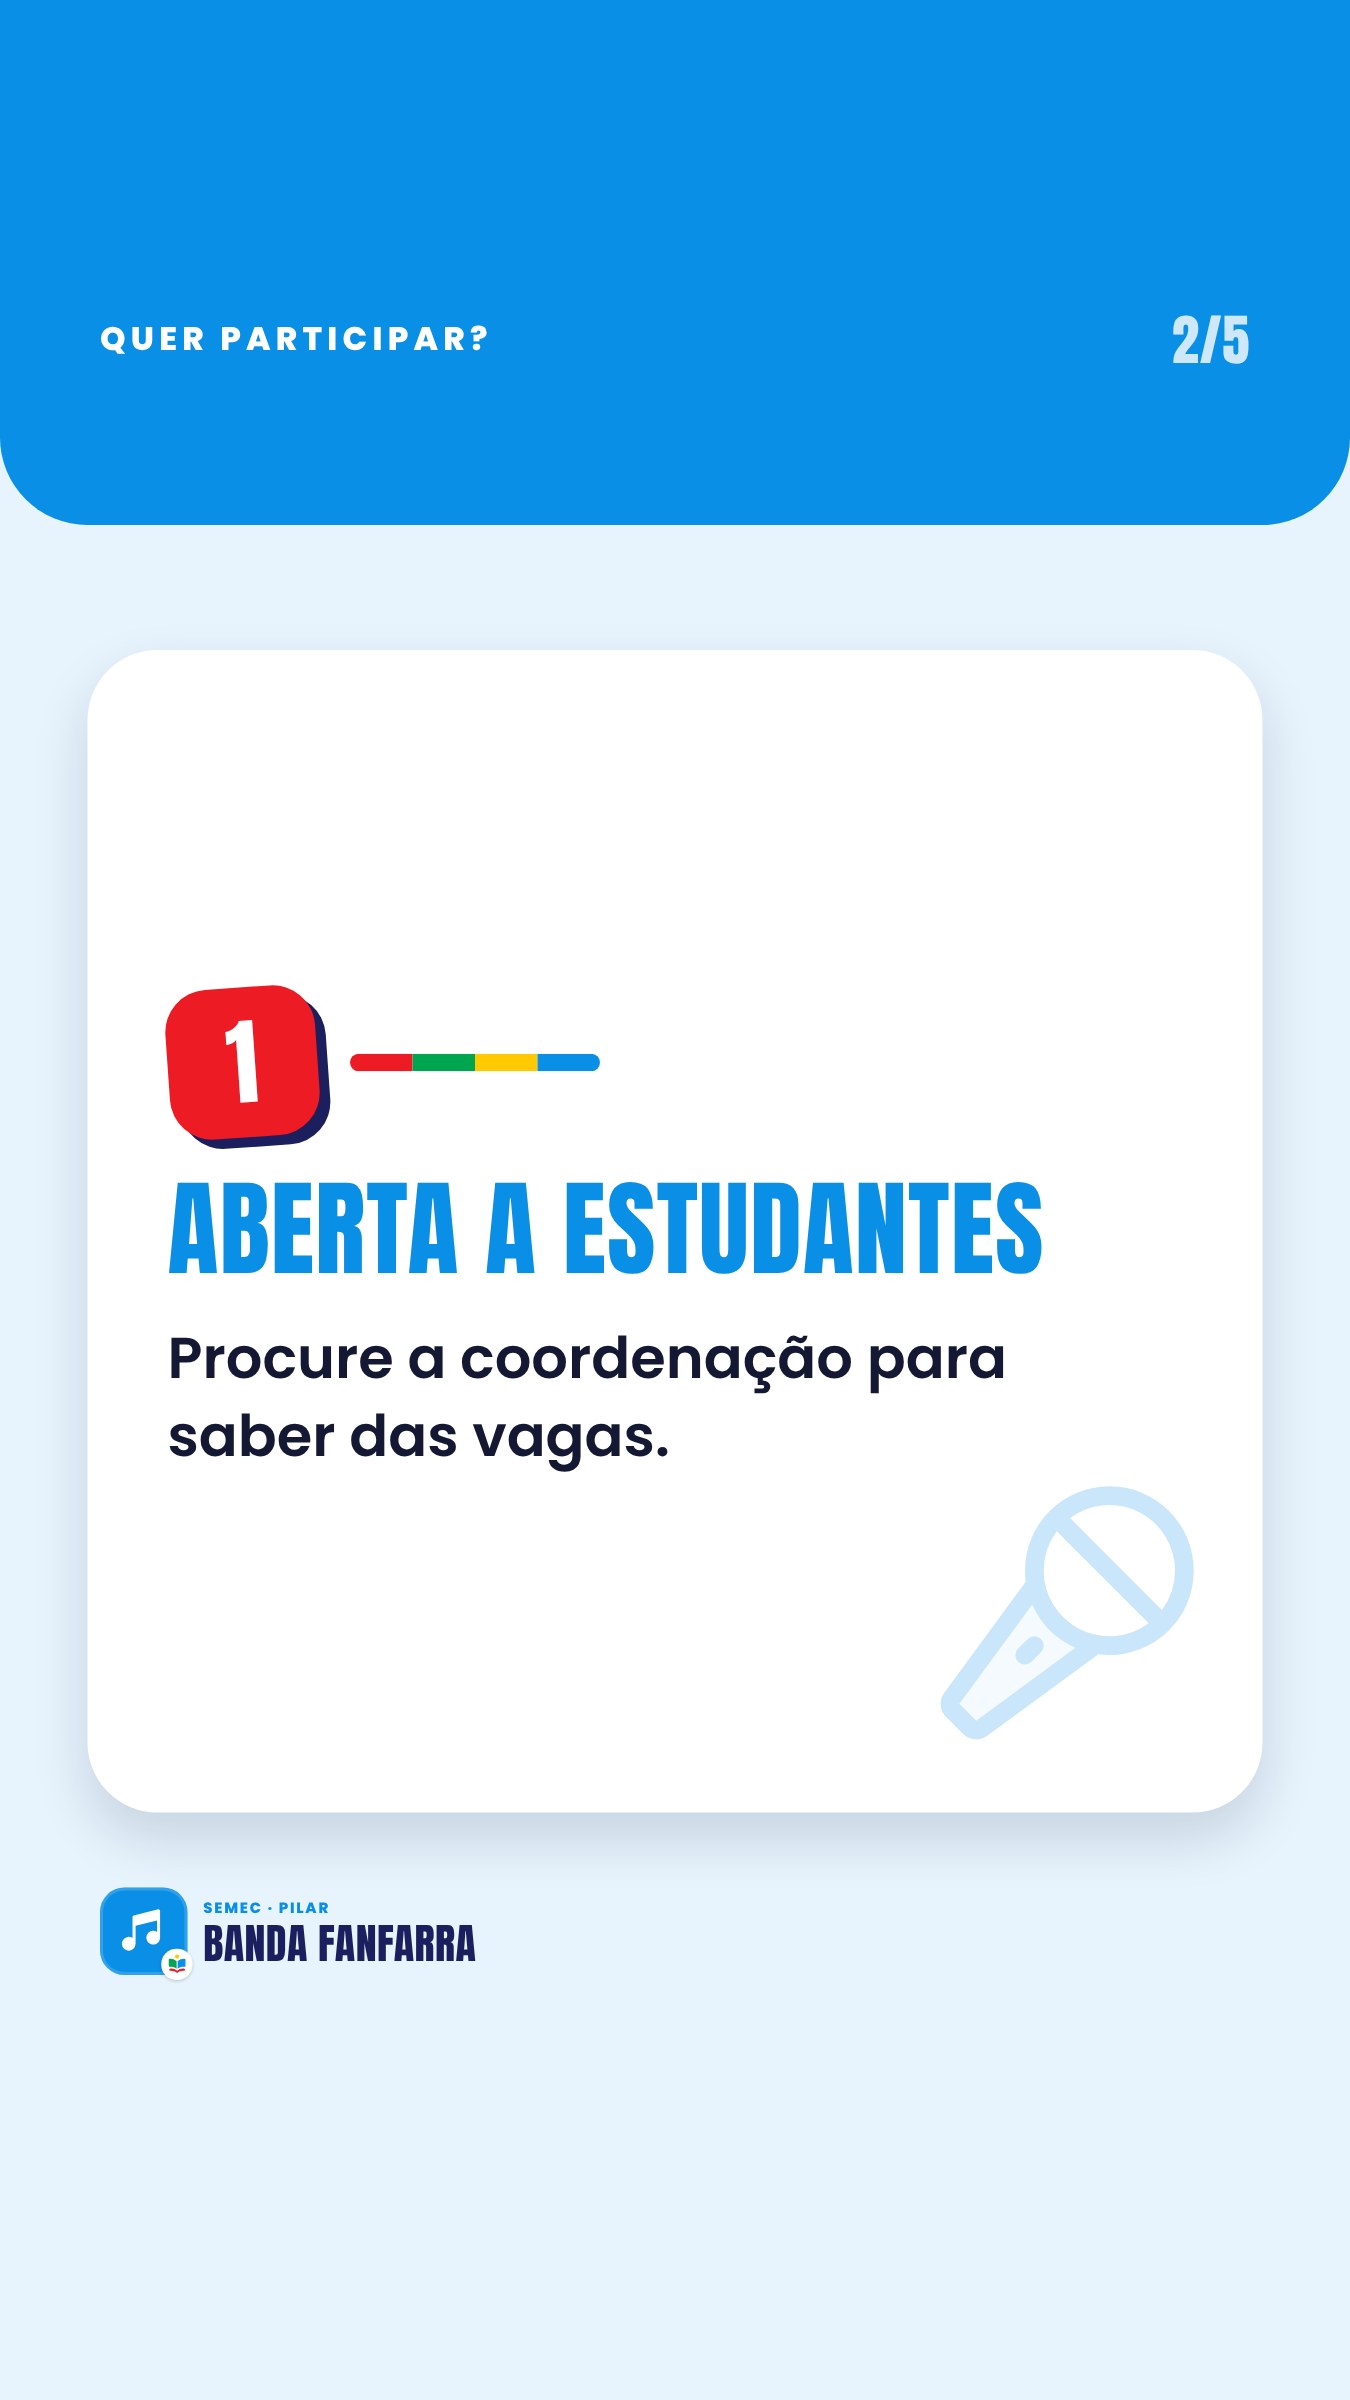 QUER PARTICIPAR?
2/5
1
ABERTA A ESTUDANTES
Procure a coordenação para
saber das vagas.
SEMEC · PILAR
BANDA FANFARRA